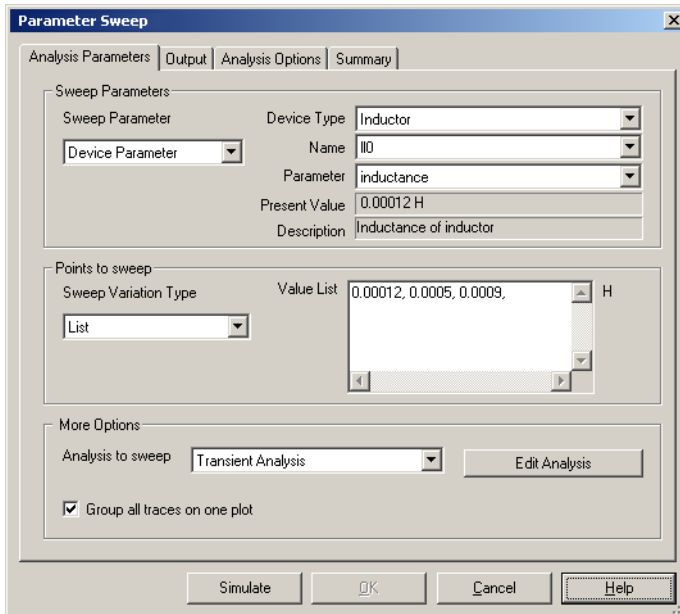 Parameter Sweep
Analysis Parameters Output Analysis Options Summary
Sweep Parameters
Sweep Parameter
Device Parameter
Device Type Inductor
Name ll0
Parameter inductance
Present Value 0.00012 H
Description Inductance of inductor
Points to sweep
Sweep Variation Type
List
Value List 0.00012, 0.0005, 0.0009, H
More Options
Analysis to sweep Transient Analysis Edit Analysis
Group all traces on one plot
Simulate OK Cancel Help